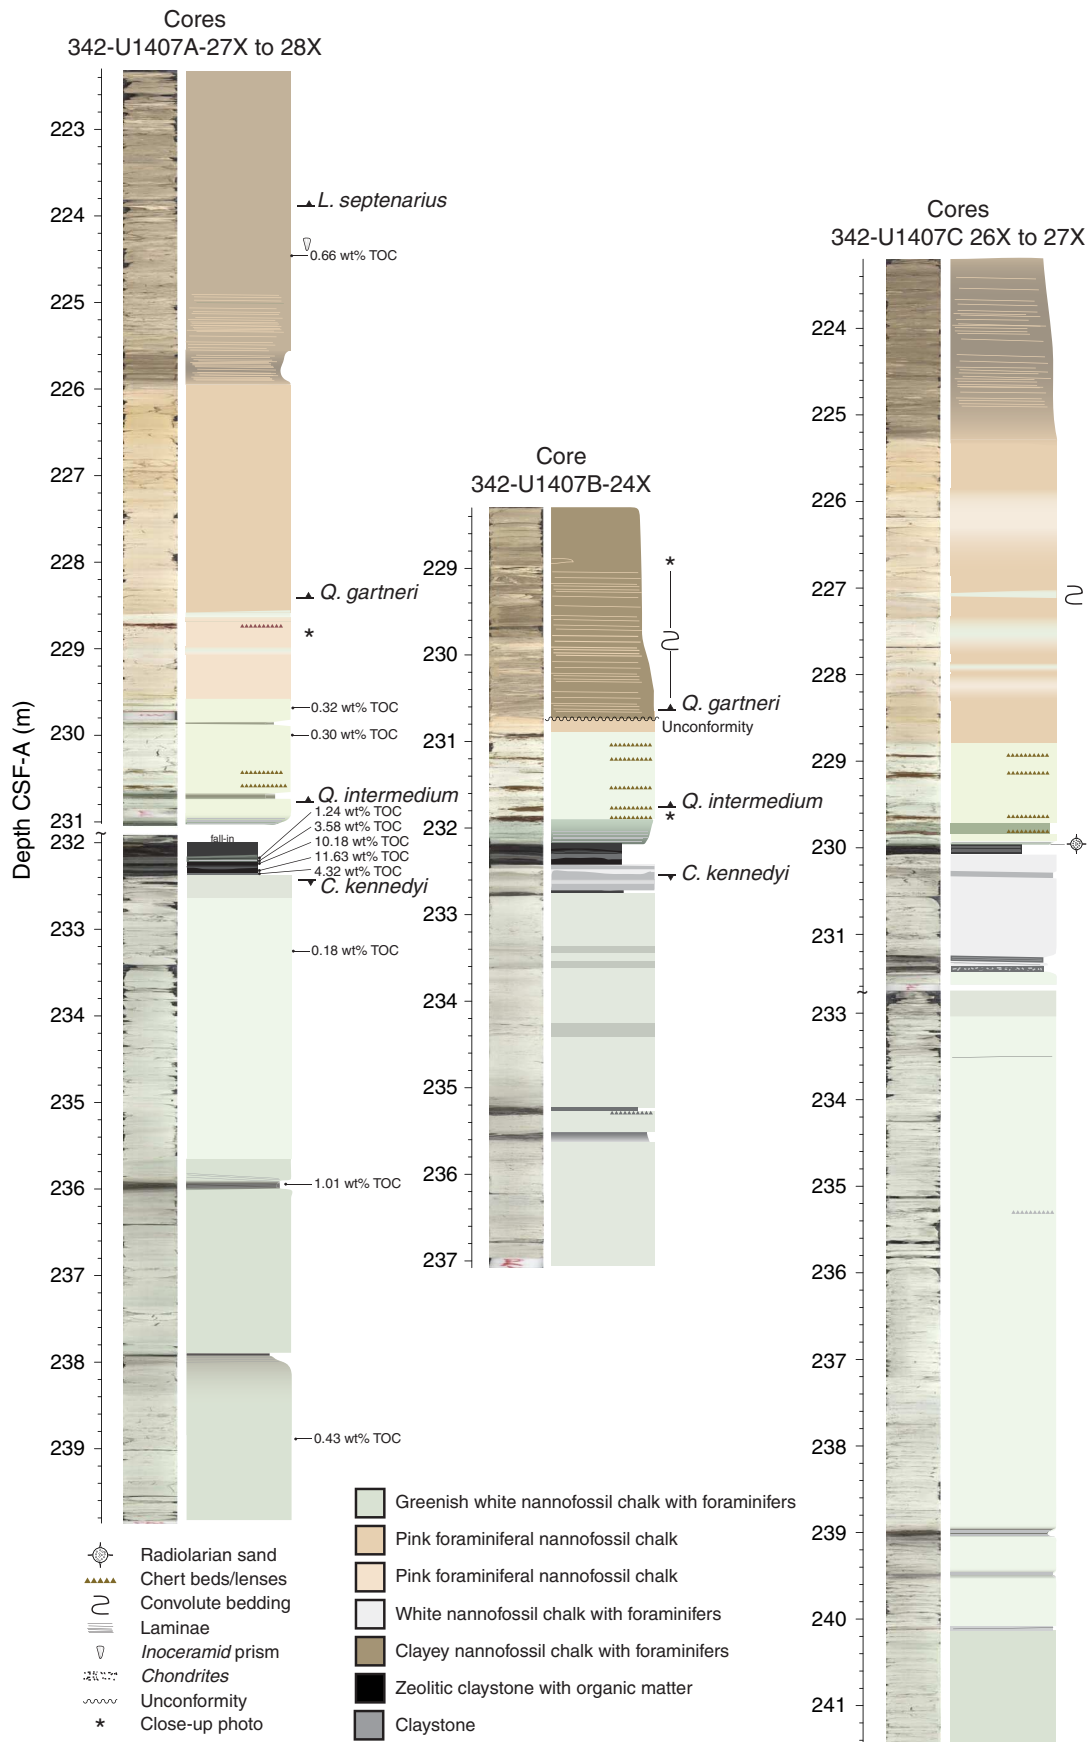 Cores
342-U1407A-27X to 28X
Depth CSF-A (m)
223
224
225
226
227
228
229
230
231
232
233
234
235
236
237
238
239
L. septenarius
0.66 wt% TOC
Q. gartneri
*
0.32 wt% TOC
0.30 wt% TOC
Q. intermedium
1.24 wt% TOC
3.58 wt% TOC
10.18 wt% TOC
11.63 wt% TOC
4.32 wt% TOC
fall-in
C. kennedyi
0.18 wt% TOC
1.01 wt% TOC
0.43 wt% TOC
Core
342-U1407B-24X
229
230
231
232
233
234
235
236
237
*
Q. gartneri
Unconformity
Q. intermedium
*
C. kennedyi
Cores
342-U1407C 26X to 27X
224
225
226
227
228
229
230
231
233
234
235
236
237
238
239
240
241
Radiolarian sand
Chert beds/lenses
Convolute bedding
Laminae
Inoceramid prism
Chondrites
Unconformity
* Close-up photo
Greenish white nannofossil chalk with foraminifers
Pink foraminiferal nannofossil chalk
Pink foraminiferal nannofossil chalk
White nannofossil chalk with foraminifers
Clayey nannofossil chalk with foraminifers
Zeolitic claystone with organic matter
Claystone